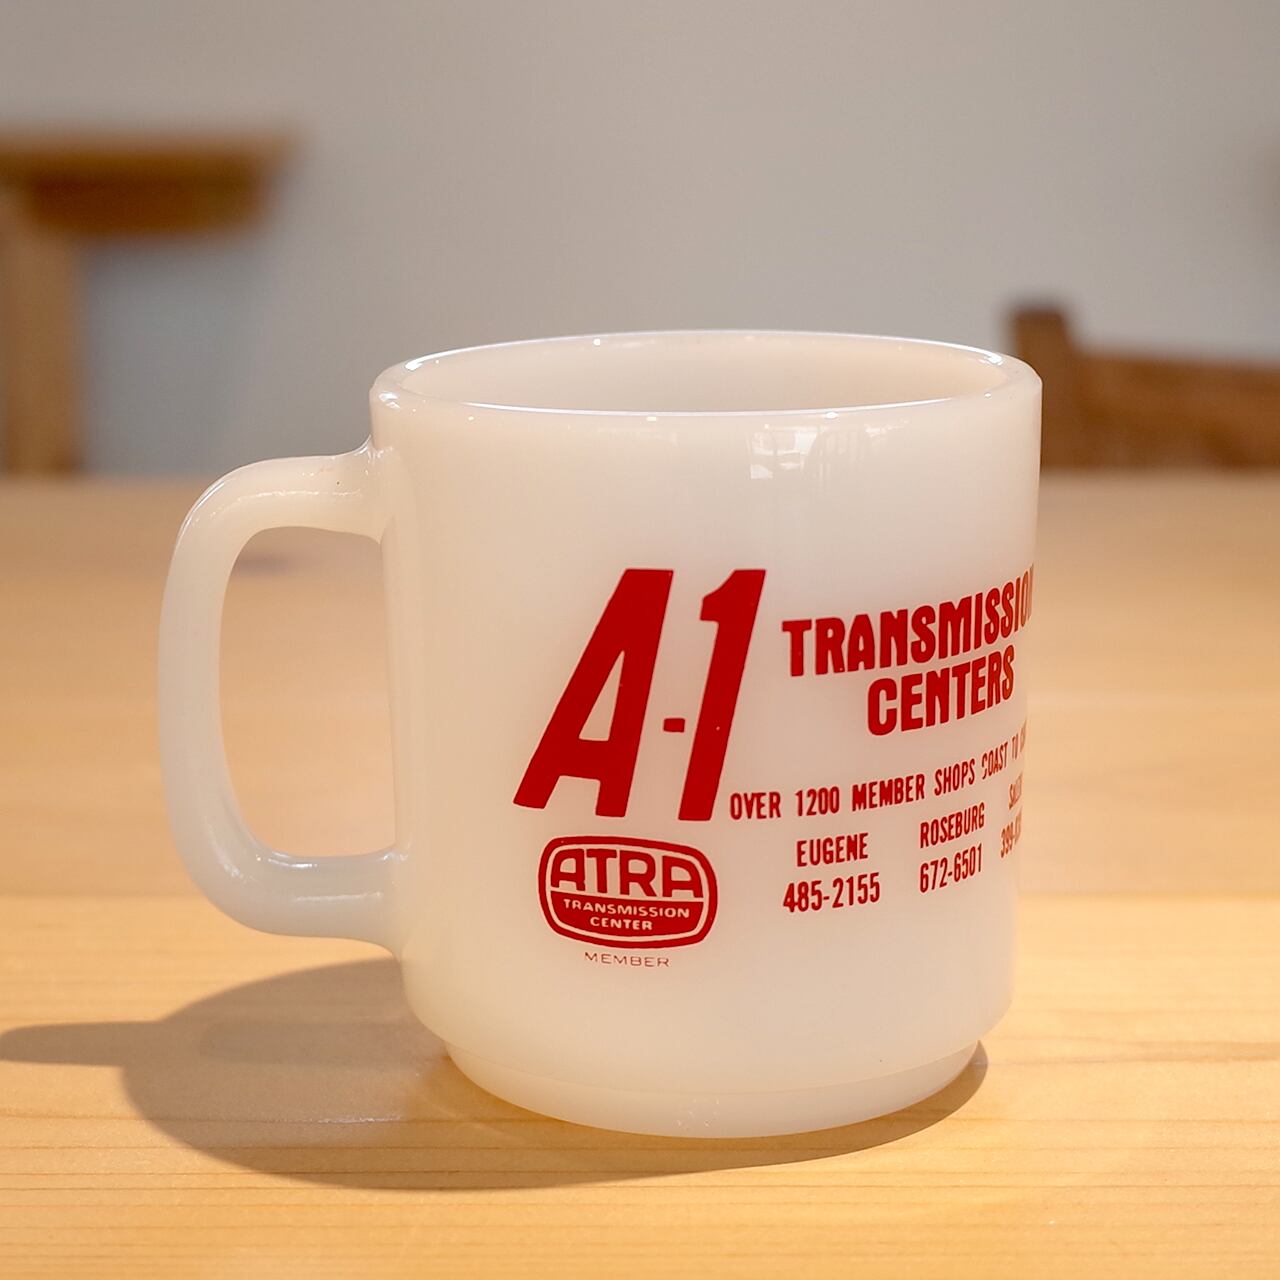 A-1
TRANSMISSION
CENTERS
OVER 1200 MEMBER SHOPS COAST TO
EUGENE
485-2155
ROSEBURG
672-6501
ATRA
TRANSMISSION
CENTER
MEMBER